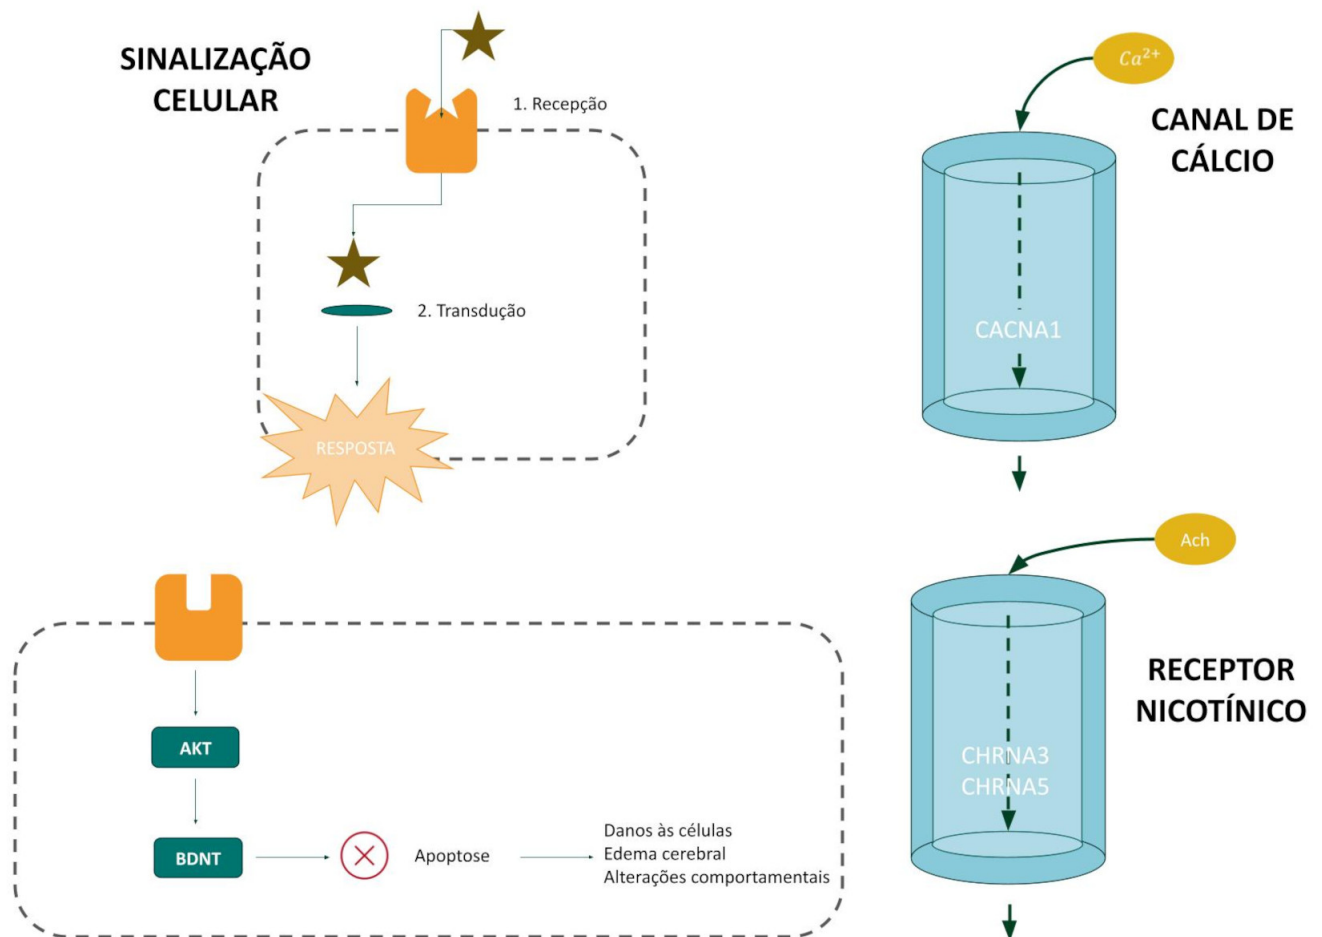 SINALIZAÇÃO
CELULAR
1. Recepção
2. Transdução
RESPOSTA
Ca²⁺
CANAL DE
CÁLCIO
CACNA1
AKT
BDNT
Apoptose
Danos às células
Edema cerebral
Alterações comportamentais
Ach
RECEPTOR
NICOTÍNICO
CHRNA3
CHRNA5